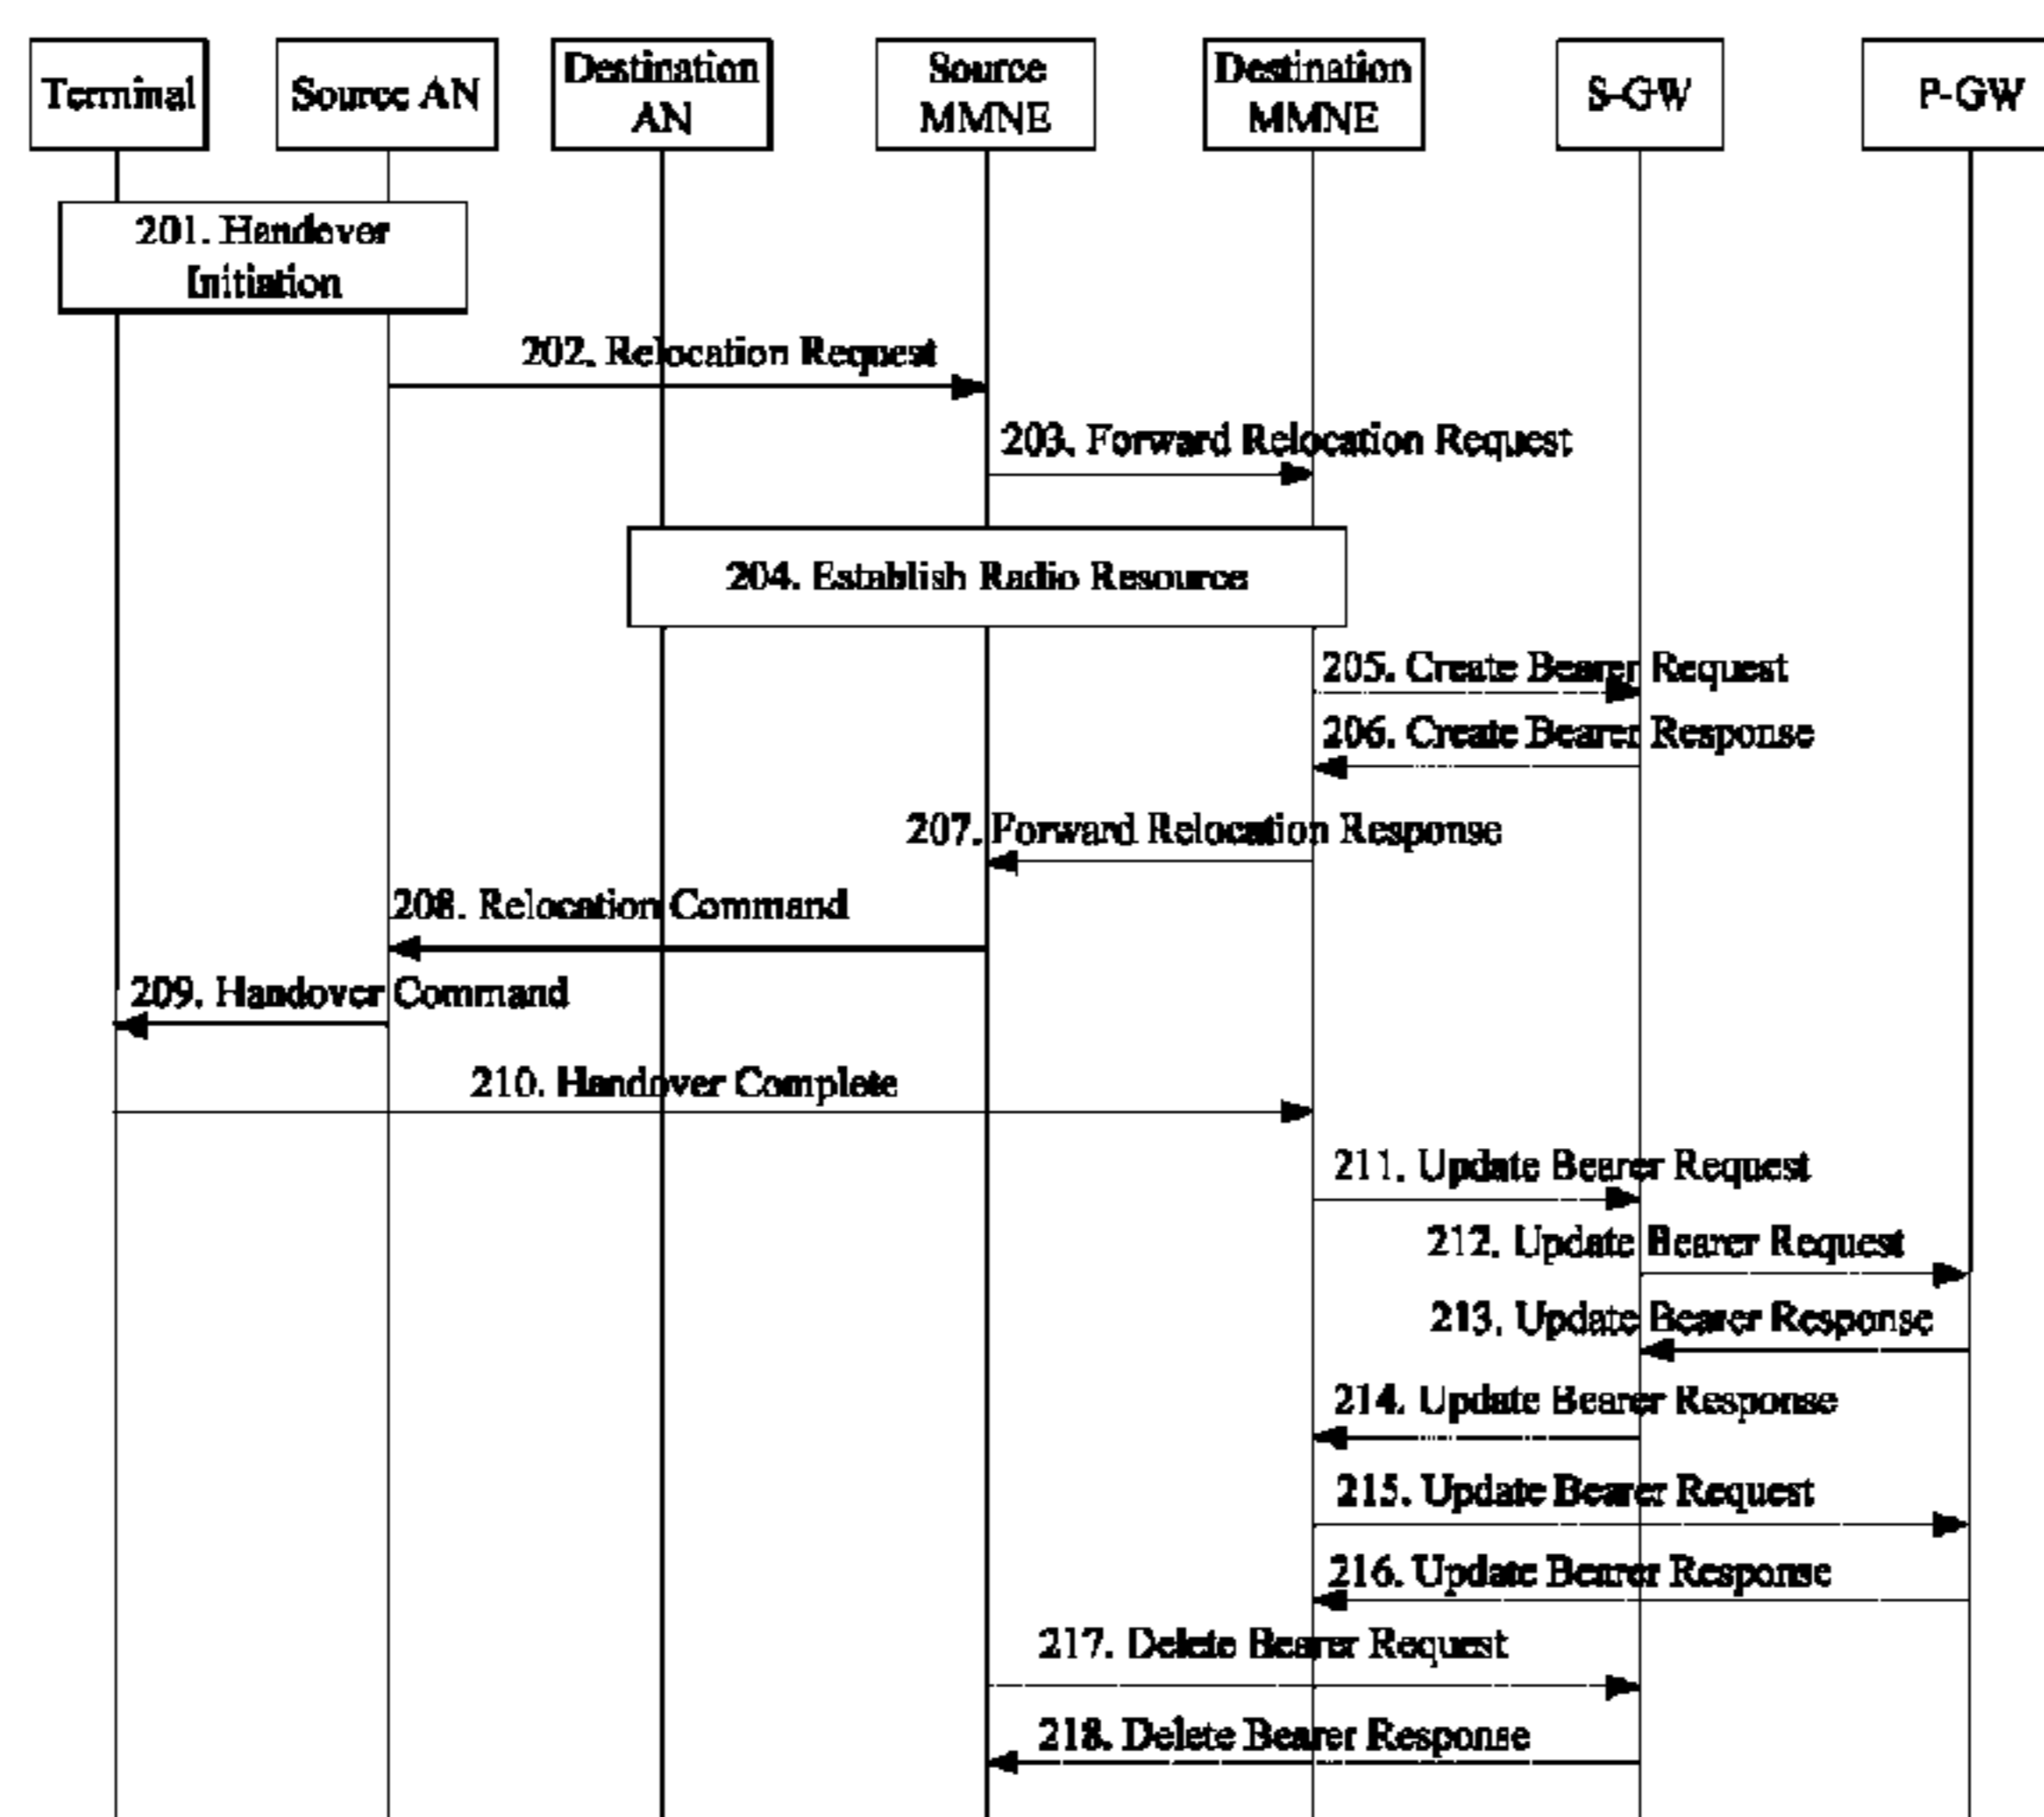 Terminal
Source AN
Destination
AN
Source
MMNE
Destination
MMNE
S-GW
P-GW
201. Handover
Initiation
202. Relocation Request
203. Forward Relocation Request
204. Establish Radio Resource
205. Create Bearer Request
206. Create Bearer Response
207. Forward Relocation Response
208. Relocation Command
209. Handover Command
210. Handover Complete
211. Update Bearer Request
212. Update Bearer Request
213. Update Bearer Response
214. Update Bearer Response
215. Update Bearer Request
216. Update Bearer Response
217. Delete Bearer Request
218. Delete Bearer Response